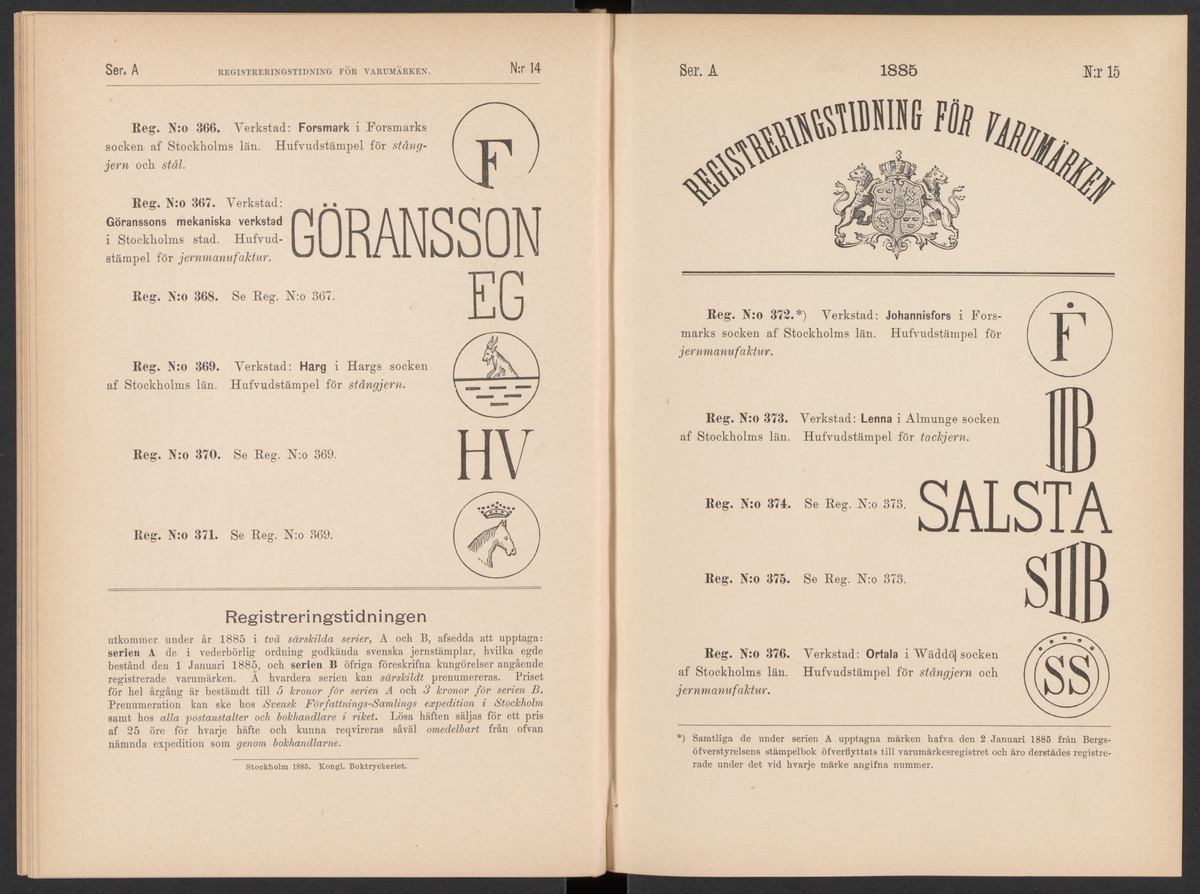 Ser. A REGISTRERINGSTIDNING FÖR VARUMÄRKEN. N:r 14
Reg. N:o 366. Verkstad: Forsmark i Forsmarks
socken af Stockholms län. Hufvudstämpel för stång-
jern och stål.
F
Reg. N:o 367. Verkstad:
Göranssons mekaniska verkstad
i Stockholms stad. Hufvud-
stämpel för jernmanufaktur.
GÖRANSSON
Reg. N:o 368. Se Reg. N:o 367.
EG
Reg. N:o 369. Verkstad: Harg i Hargs socken
af Stockholms län. Hufvudstämpel för stångjern.
Reg. N:o 370. Se Reg. N:o 369.
HV
Reg. N:o 371. Se Reg. N:o 369.
Registreringstidningen
utkommer under år 1885 i två särskilda serier, A och B, afsedda att upptaga:
serien A de i vederbörlig ordning godkända svenska jernstämplar, hvilka egde
bestånd den 1 Januari 1885, och serien B öfriga föreskrifna kungörelser angående
registrerade varumärken. Å hvardera serien kan särskildt prenumereras. Priset
för hel årgång är bestämdt till 5 kronor för serien A och 3 kronor för serien B.
Prenumeration kan ske hos Svensk Författnings-Samlings expedition i Stockholm
samt hos alla postanstalter och bokhandlare i riket. Lösa häften säljas för ett pris
af 25 öre för hvarje häfte och kunna reqvireras såväl omedelbart från ofvan
nämnda expedition som genom bokhandlarne.
Stockholm 1885. Kongl. Boktryckeriet.
Ser. A 1885 N:r 15
REGISTRERINGSTIDNING FÖR VARUMÄRKEN
Reg. N:o 372.*) Verkstad: Johannisfors i Fors-
marks socken af Stockholms län. Hufvudstämpel för
jernmanufaktur.
Ḟ
Reg. N:o 373. Verkstad: Lenna i Almunge socken
af Stockholms län. Hufvudstämpel för tackjern.
IIB
Reg. N:o 374. Se Reg. N:o 373.
SALSTA
Reg. N:o 375. Se Reg. N:o 373.
SIIB
Reg. N:o 376. Verkstad: Ortala i Wäddö socken
af Stockholms län. Hufvudstämpel för stångjern och
jernmanufaktur.
SS
*) Samtliga de under serien A upptagna märken hafva den 2 Januari 1885 från Bergs-
öfverstyrelsens stämpelbok öfverflyttats till varumärkesregistret och äro derstädes registre-
rade under det vid hvarje märke angifna nummer.